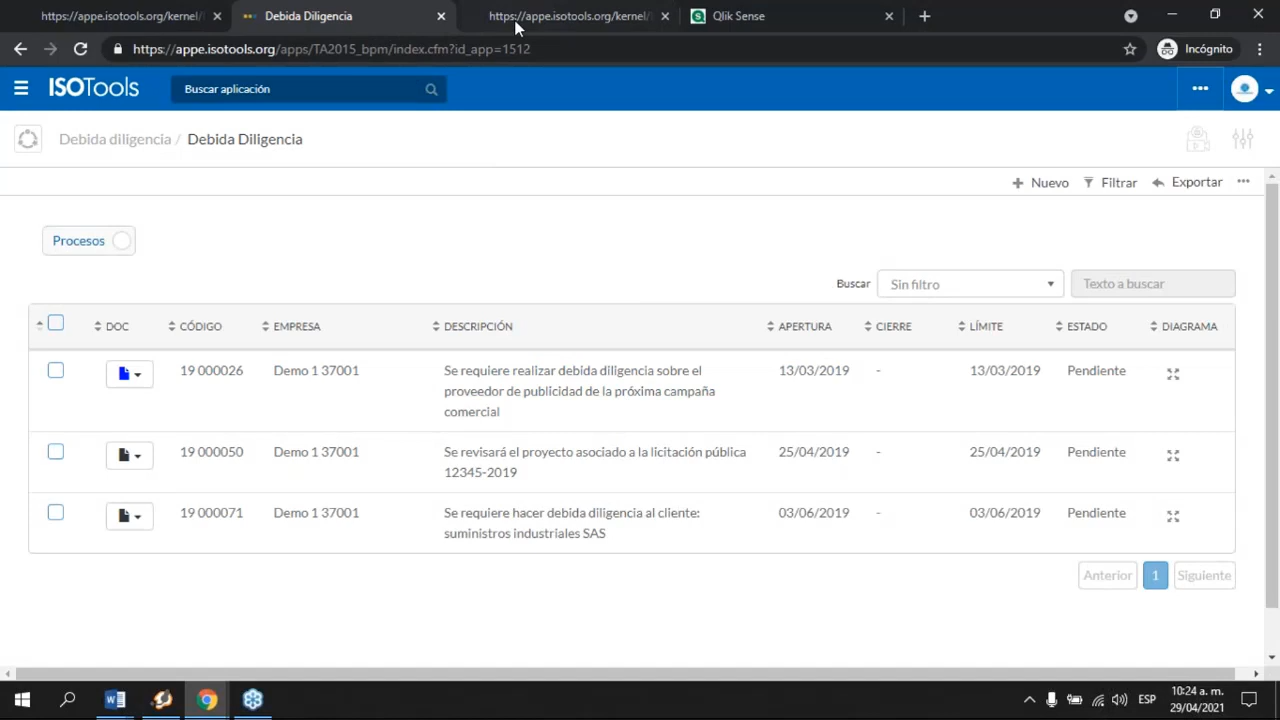 https://appe.isotools.org/kernel/
Debida Diligencia
https://appe.isotools.org/kernel/
Qlik Sense
https://appe.isotools.org/apps/TA2015_bpm/index.cfm?id_app=1512
Incógnito
ISOTools
Buscar aplicación
Debida diligencia / Debida Diligencia
Nuevo Filtrar Exportar
Procesos
Buscar Sin filtro Texto a buscar
DOC CÓDIGO EMPRESA DESCRIPCIÓN APERTURA CIERRE LÍMITE ESTADO DIAGRAMA
19 000026 Demo 1 37001 Se requiere realizar debida diligencia sobre el 13/03/2019 - 13/03/2019 Pendiente
proveedor de publicidad de la próxima campaña
comercial
19 000050 Demo 1 37001 Se revisará el proyecto asociado a la licitación pública 25/04/2019 - 25/04/2019 Pendiente
12345-2019
19 000071 Demo 1 37001 Se requiere hacer debida diligencia al cliente: 03/06/2019 - 03/06/2019 Pendiente
suministros industriales SAS
Anterior 1 Siguiente
ESP
10:24 a. m.
29/04/2021